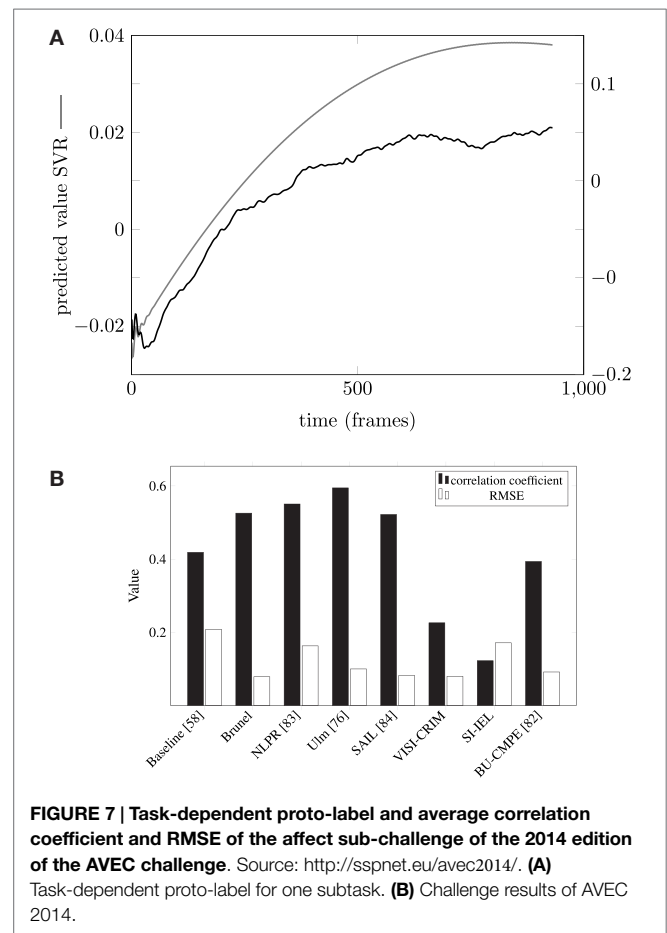 A
0.04
0.02
0
−0.02
predicted value SVR
0.1
0
−0
−0.2
0
500
1,000
time (frames)
B
correlation coefficient
RMSE
0.6
0.4
0.2
Value
Baseline [58]
Brunel
NLPR [83]
Ulm [76]
SAIL [84]
VISI-CRIM
SI-IEL
BU-CMPE [82]
FIGURE 7 | Task-dependent proto-label and average correlation
coefficient and RMSE of the affect sub-challenge of the 2014 edition
of the AVEC challenge. Source: http://sspnet.eu/avec2014/. (A)
Task-dependent proto-label for one subtask. (B) Challenge results of AVEC
2014.